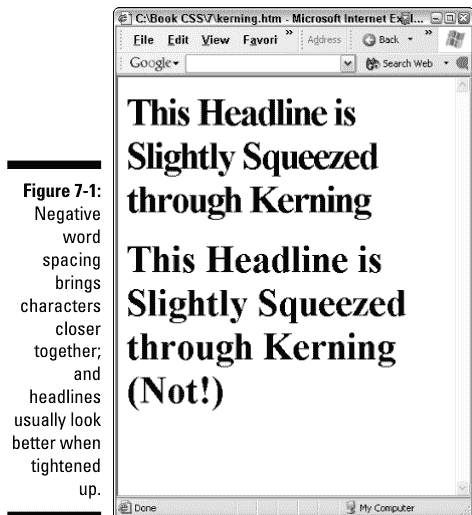 C:\Book CSS\7\kerning.htm - Microsoft Internet Expl...
File Edit View Favori » Address Back »
Google Search Web
This Headline is
Slightly Squeezed
through Kerning
This Headline is
Slightly Squeezed
through Kerning
(Not!)
Done My Computer
Figure 7-1:
Negative
word
spacing
brings
characters
closer
together;
and
headlines
usually look
better when
tightened
up.